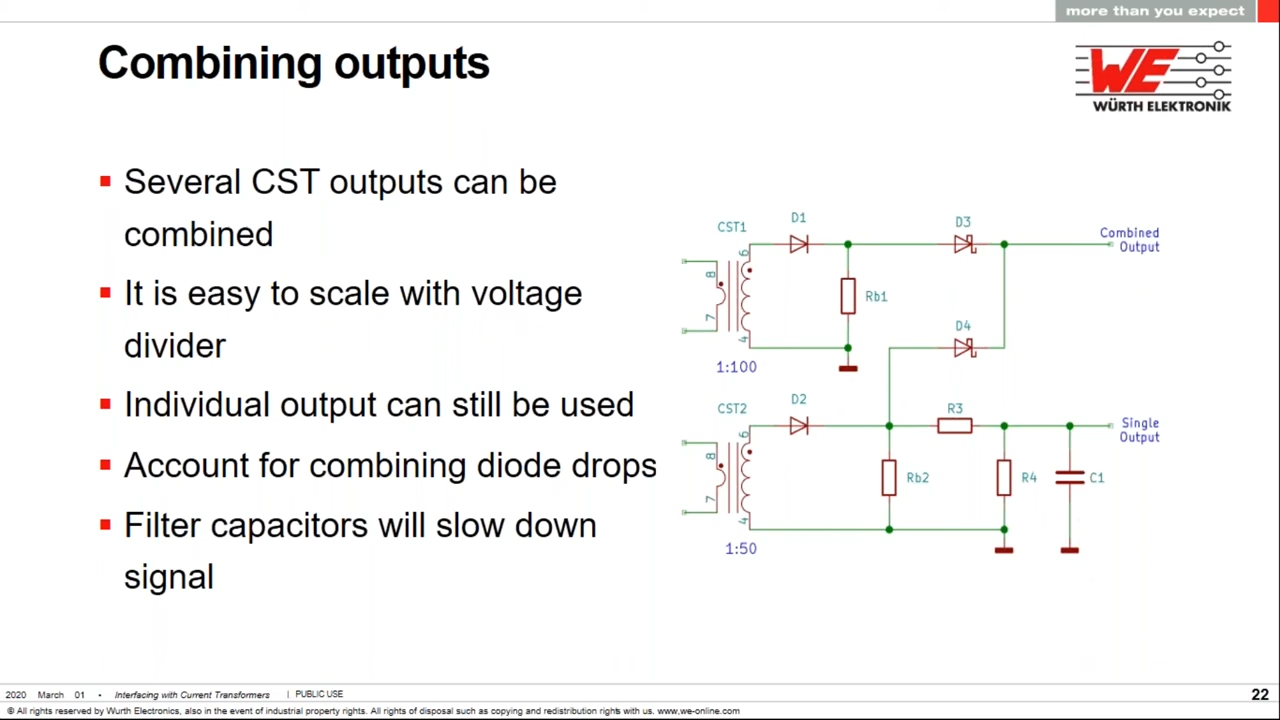 more than you expect
Combining outputs
WE
WÜRTH ELEKTRONIK
▪ Several CST outputs can be
combined
▪ It is easy to scale with voltage
divider
▪ Individual output can still be used
▪ Account for combining diode drops
▪ Filter capacitors will slow down
signal
CST1
D1
D3
Combined
Output
6
8
7
4
Rb1
D4
1:100
CST2
D2
R3
Single
Output
6
8
7
4
Rb2
R4
C1
1:50
2020 March 01 • Interfacing with Current Transformers | PUBLIC USE
22
© All rights reserved by Wurth Electronics, also in the event of industrial property rights. All rights of disposal such as copying and redistribution rights with us. www.we-online.com